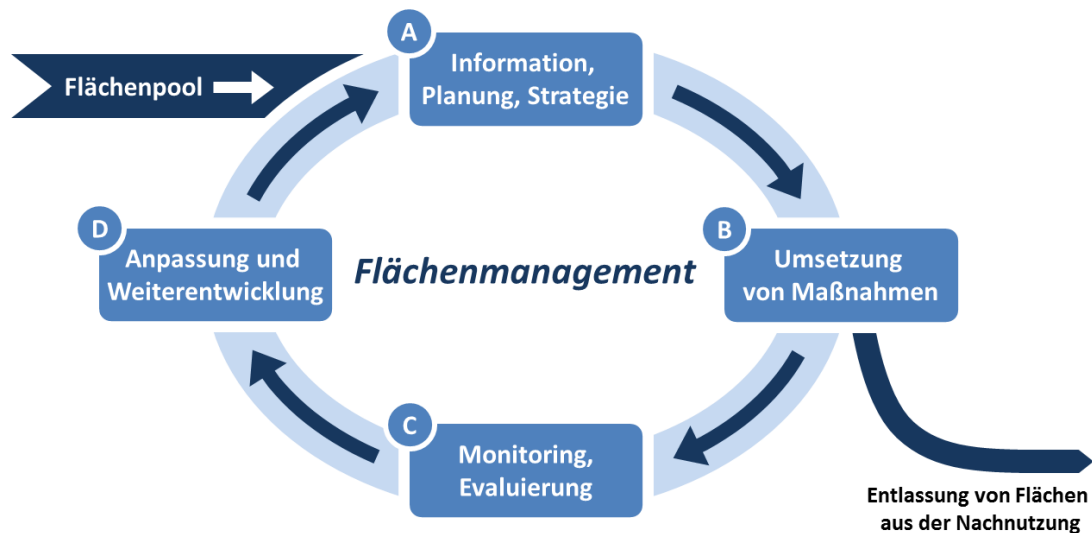 A
Information,
Planung, Strategie
Flächenpool
B
Umsetzung
von Maßnahmen
D
Anpassung und
Weiterentwicklung
Flächenmanagement
C
Monitoring,
Evaluierung
Entlassung von Flächen
aus der Nachnutzung